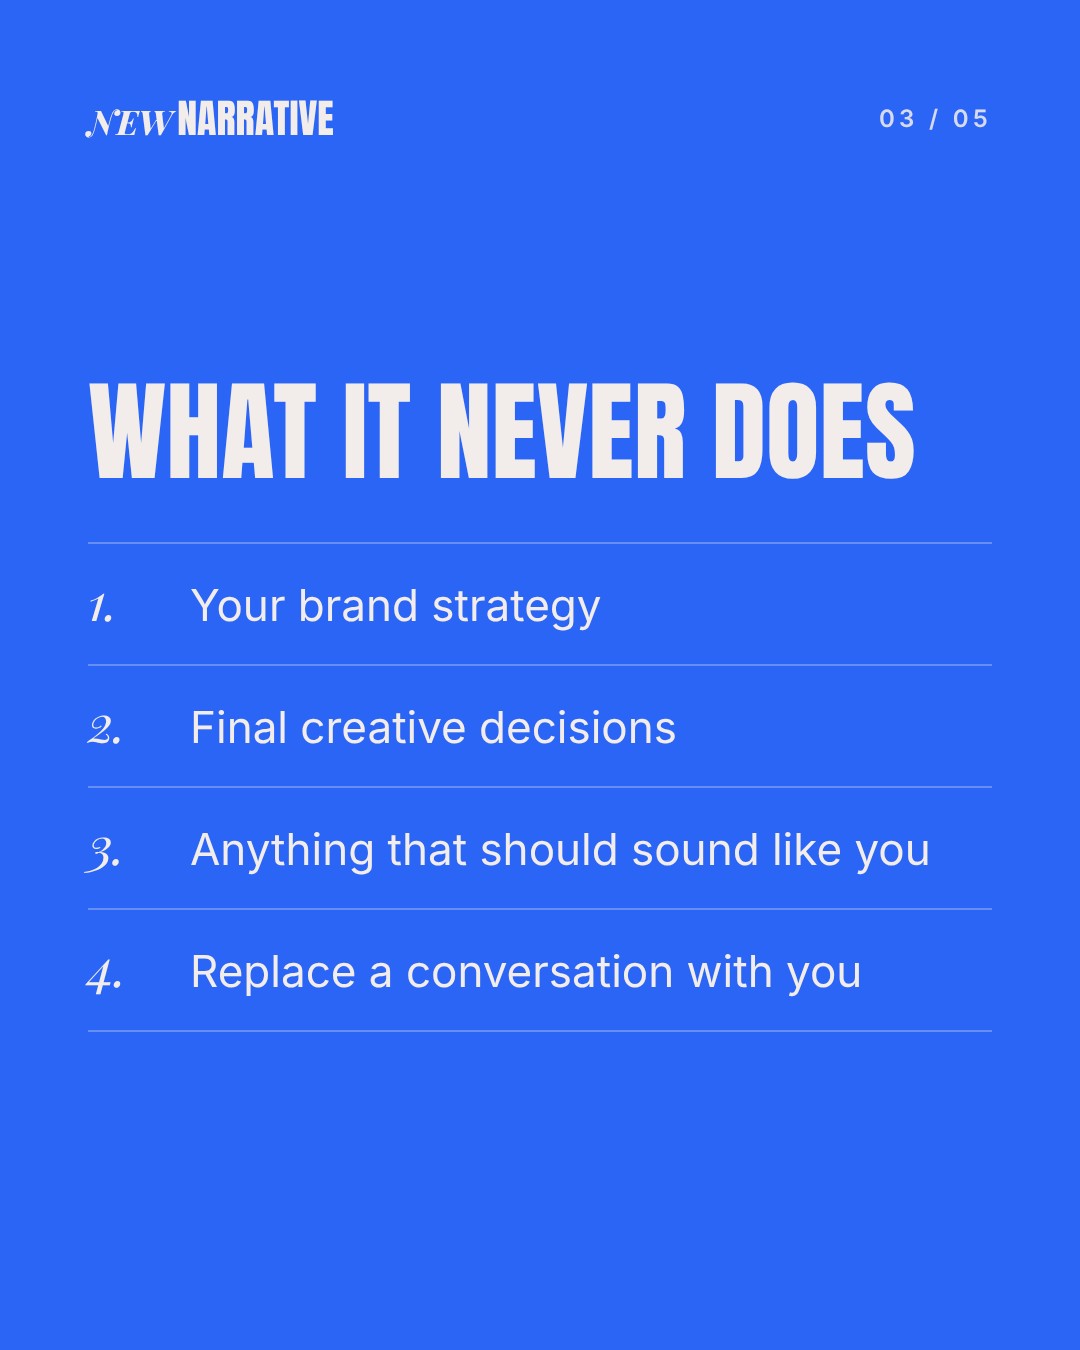 NEW NARRATIVE
03 / 05
WHAT IT NEVER DOES
1. Your brand strategy
2. Final creative decisions
3. Anything that should sound like you
4. Replace a conversation with you